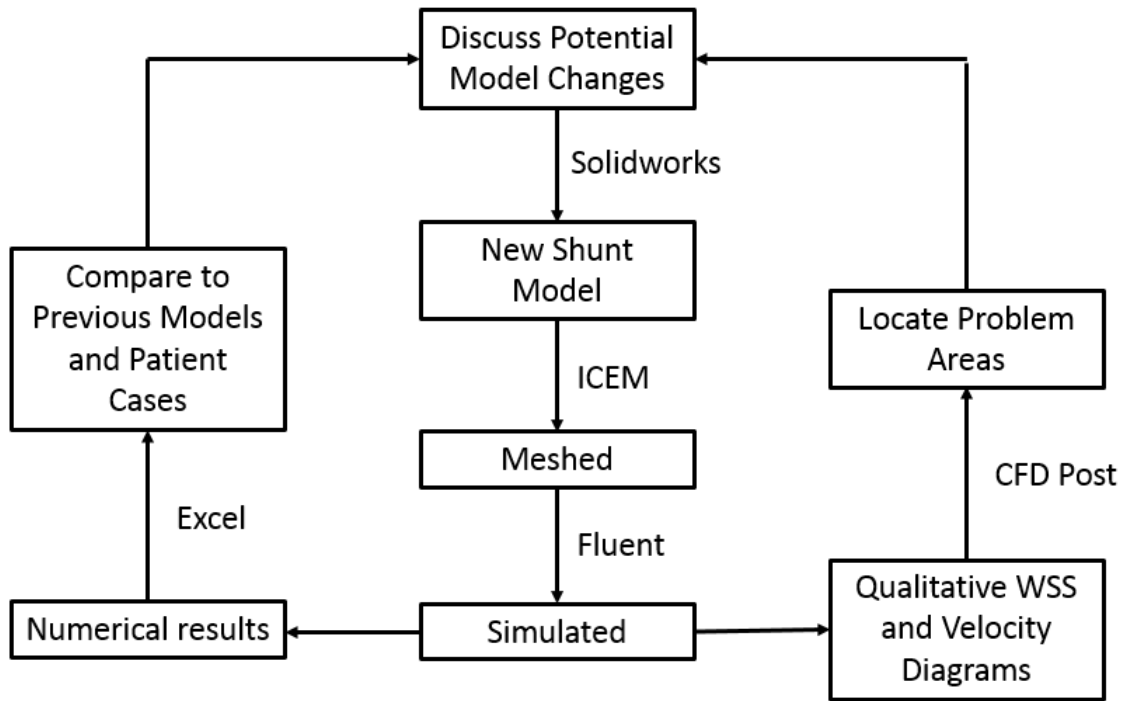 Discuss Potential
Model Changes
Solidworks
New Shunt
Model
Compare to
Previous Models
and Patient
Cases
Locate Problem
Areas
ICEM
Meshed
CFD Post
Excel
Fluent
Qualitative WSS
and Velocity
Diagrams
Numerical results
Simulated